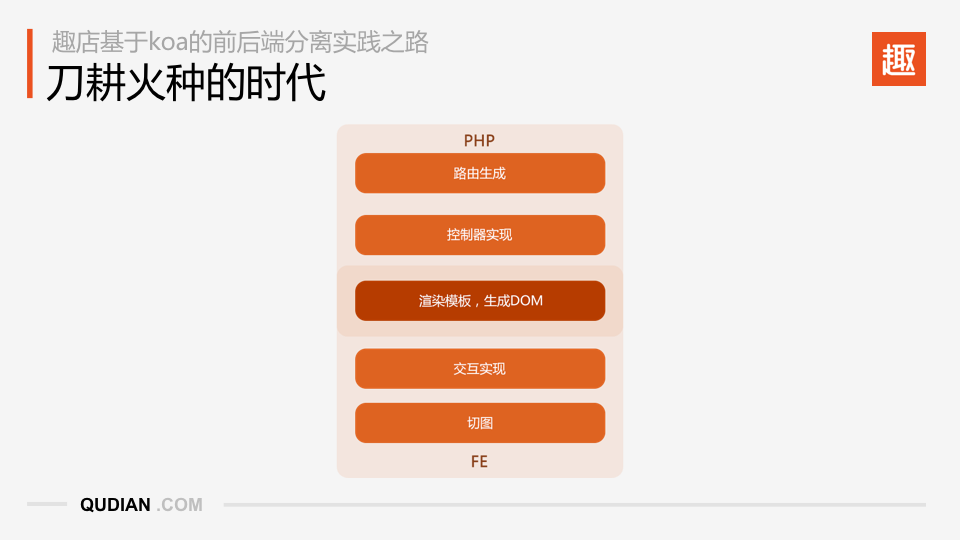 趣店基于koa的前后端分离实践之路
刀耕火种的时代
趣
PHP
路由生成
控制器实现
渲染模板，生成DOM
交互实现
切图
FE
QUDIAN .COM